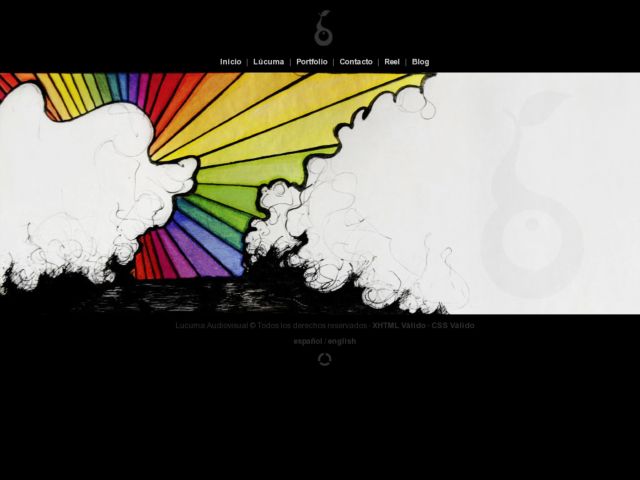 Inicio | Lúcuma | Portfolio | Contacto | Reel | Blog
Lucuma Audiovisual © Todos los derechos reservados · XHTML Válido · CSS Válido
español / english